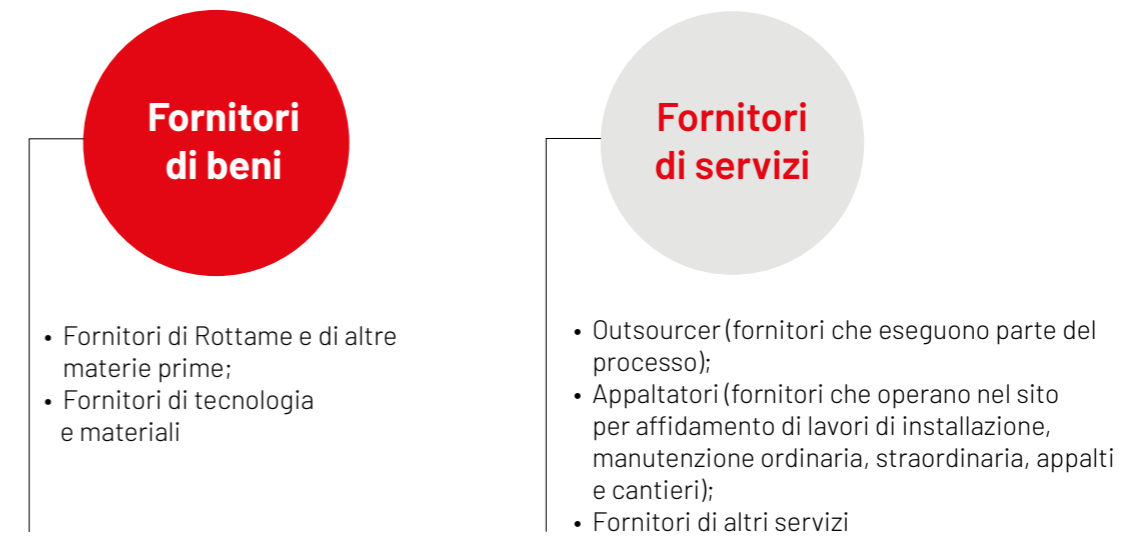 Fornitori
di beni
• Fornitori di Rottame e di altre
materie prime;
• Fornitori di tecnologia
e materiali
Fornitori
di servizi
• Outsourcer (fornitori che eseguono parte del
processo);
• Appaltatori (fornitori che operano nel sito
per affidamento di lavori di installazione,
manutenzione ordinaria, straordinaria, appalti
e cantieri);
• Fornitori di altri servizi